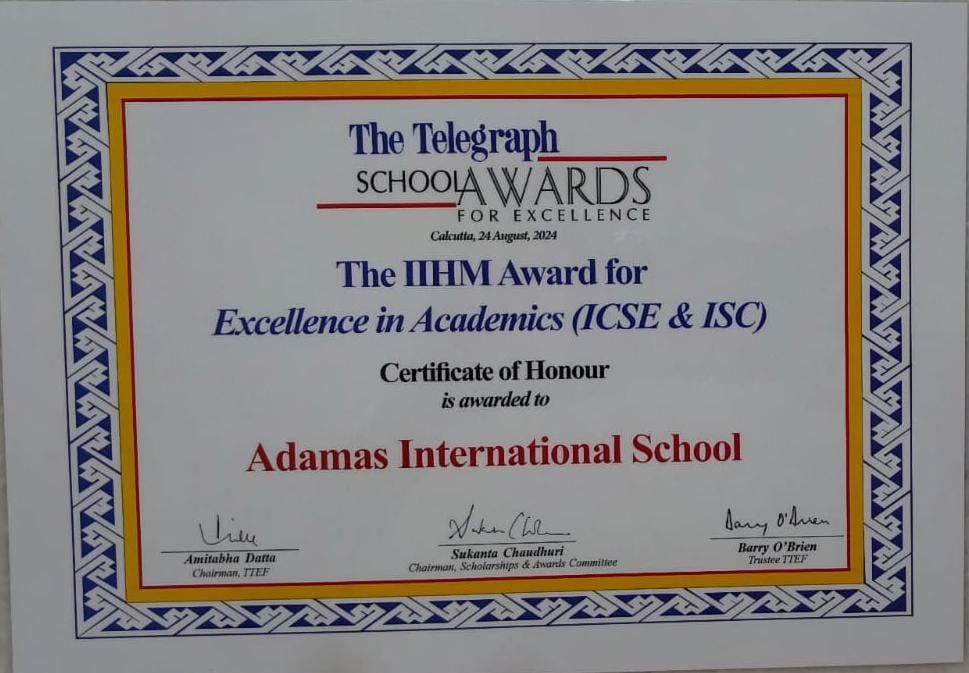 The Telegraph
SCHOOL AWARDS
FOR EXCELLENCE
Calcutta, 24 August, 2024
The IIHM Award for
Excellence in Academics (ICSE & ISC)
Certificate of Honour
is awarded to
Adamas International School
Barry O'Brien
Amitabha Datta
Chairman, TTEF
Sukanta Chaudhuri
Chairman, Scholarships & Awards Committee
Barry O'Brien
Trustee TTEF